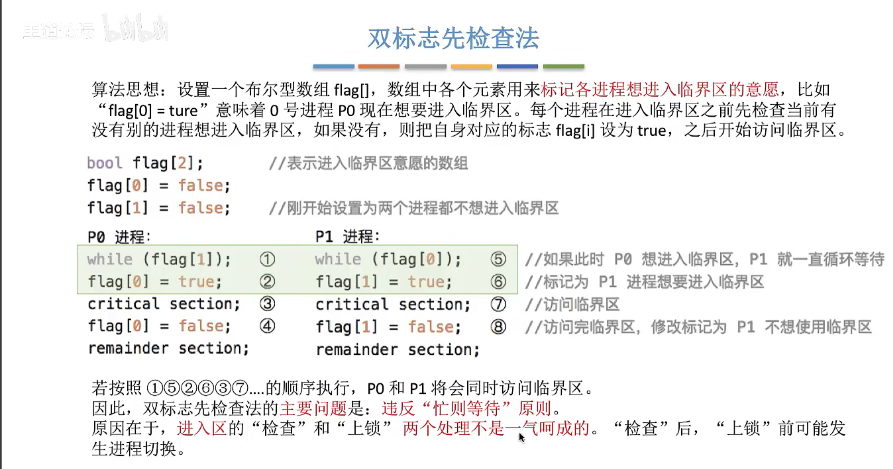 双标志先检查法
算法思想：设置一个布尔型数组 flag[]，数组中各个元素用来标记各进程想进入临界区的意愿，比如
“flag[0] = ture”意味着 0 号进程 P0 现在想要进入临界区。每个进程在进入临界区之前先检查当前有
没有别的进程想进入临界区，如果没有，则把自身对应的标志 flag[i] 设为 true，之后开始访问临界区。
bool flag[2]; //表示进入临界区意愿的数组
flag[0] = false;
flag[1] = false; //刚开始设置为两个进程都不想进入临界区
P0 进程： P1 进程：
while (flag[1]); ① while (flag[0]); ⑤ //如果此时 P0 想进入临界区，P1 就一直循环等待
flag[0] = true; ② flag[1] = true; ⑥ //标记为 P1 进程想要进入临界区
critical section; ③ critical section; ⑦ //访问临界区
flag[0] = false; ④ flag[1] = false; ⑧ //访问完临界区，修改标记为 P1 不想使用临界区
remainder section; remainder section;
若按照 ①⑤②⑥③⑦....的顺序执行，P0 和 P1 将会同时访问临界区。
因此，双标志先检查法的主要问题是：违反“忙则等待”原则。
原因在于，进入区的“检查”和“上锁” 两个处理不是一气呵成的。“检查”后，“上锁”前可能发
生进程切换。